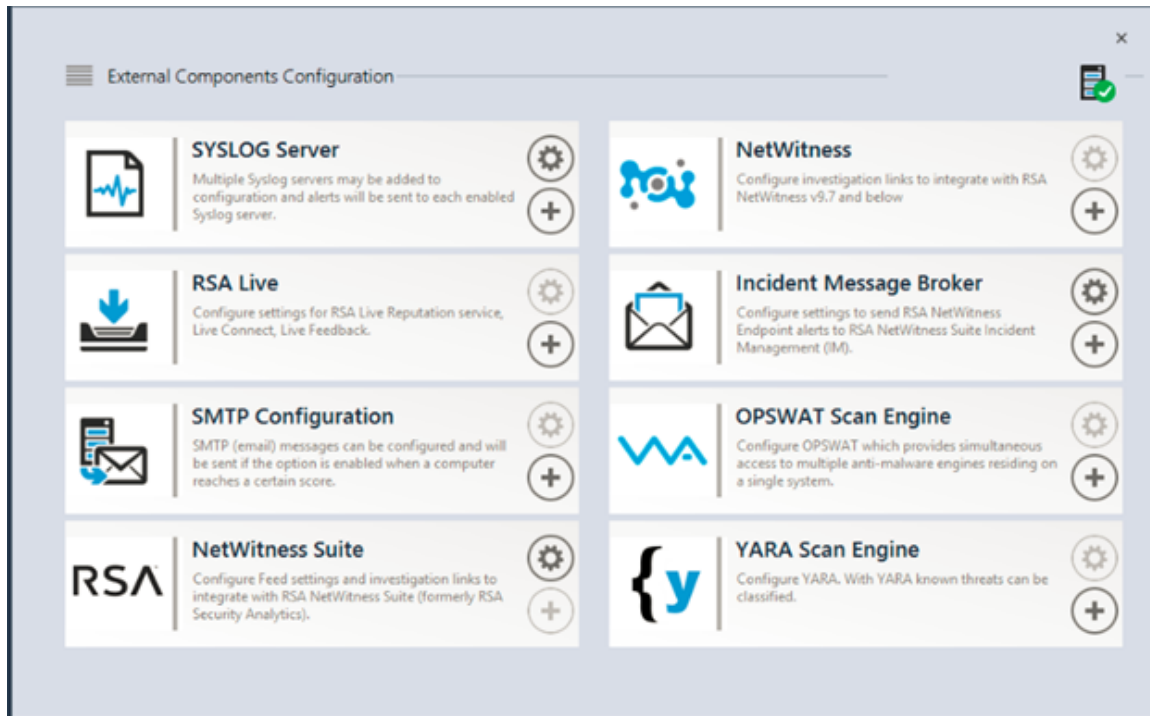 External Components Configuration
SYSLOG Server
Multiple Syslog servers may be added to
configuration and alerts will be sent to each enabled
Syslog server.
NetWitness
Configure investigation links to integrate with RSA
NetWitness v9.7 and below
RSA Live
Configure settings for RSA Live Reputation service,
Live Connect, Live Feedback.
Incident Message Broker
Configure settings to send RSA NetWitness
Endpoint alerts to RSA NetWitness Suite Incident
Management (IM).
SMTP Configuration
SMTP (email) messages can be configured and will
be sent if the option is enabled when a computer
reaches a certain score.
OPSWAT Scan Engine
Configure OPSWAT which provides simultaneous
access to multiple anti-malware engines residing on
a single system.
RSA
NetWitness Suite
Configure Feed settings and investigation links to
integrate with RSA NetWitness Suite (formerly RSA
Security Analytics).
{y
YARA Scan Engine
Configure YARA. With YARA known threats can be
classified.